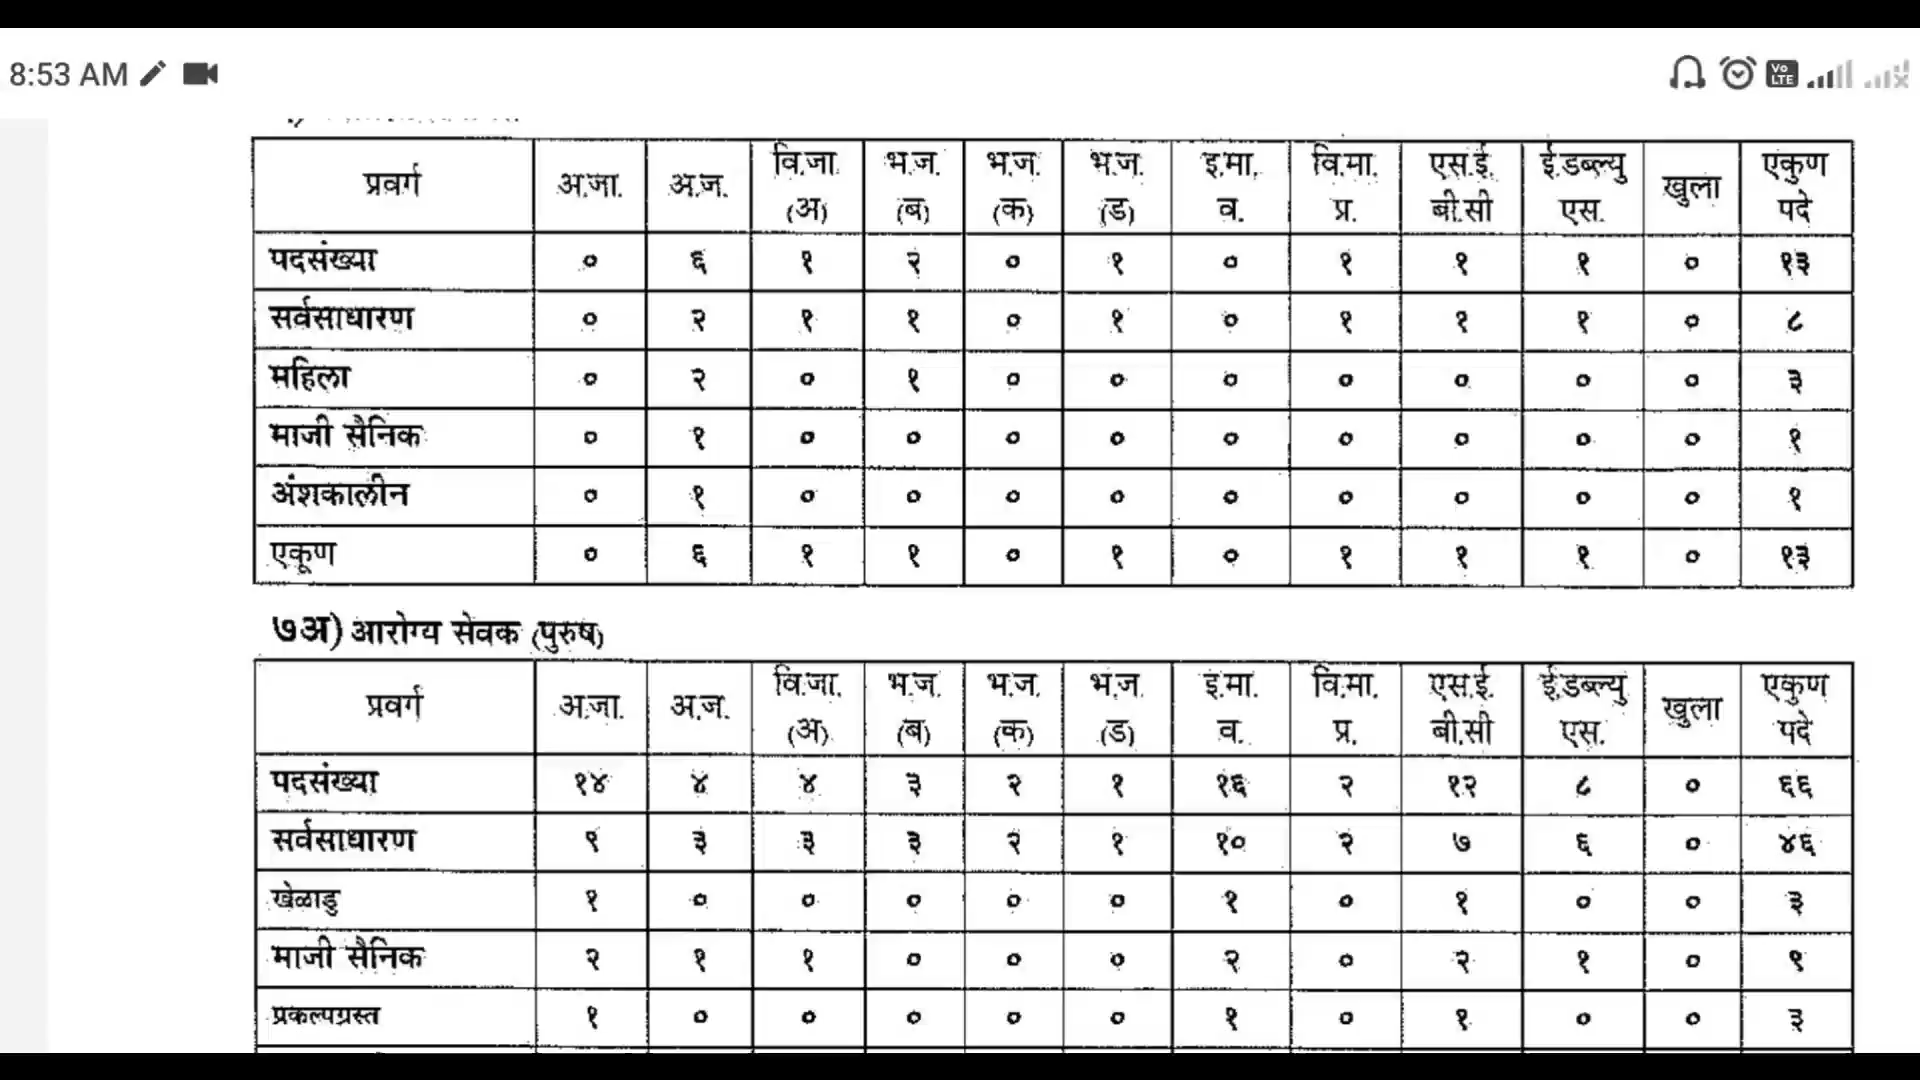 8:53 AM
प्रवर्ग अ.जा. अ.ज. वि.जा. (अ) भ.ज. (ब) भ.ज. (क) भ.ज. (ड) इ.मा. व. वि.मा. प्र. एस.ई. बी.सी ई.डब्ल्यु एस. खुला एकुण पदे
पदसंख्या ० ६ १ २ ० १ ० १ १ १ ० १३
सर्वसाधारण ० २ १ १ ० १ ० १ १ १ ० ८
महिला ० २ ० १ ० ० ० ० ० ० ० ३
माजी सैनिक ० १ ० ० ० ० ० ० ० ० ० १
अंशकालीन ० १ ० ० ० ० ० ० ० ० ० १
एकूण ० ६ १ १ ० १ ० १ १ १ ० १३
७अ) आरोग्य सेवक (पुरुष)
प्रवर्ग अ.जा. अ.ज. वि.जा. (अ) भ.ज. (ब) भ.ज. (क) भ.ज. (ड) इ.मा. व. वि.मा. प्र. एस.ई. बी.सी ई.डब्ल्यु एस. खुला एकुण पदे
पदसंख्या १४ ४ ४ ३ २ १ १६ २ १२ ८ ० ६६
सर्वसाधारण ९ ३ ३ ३ २ १ १० २ ७ ६ ० ४६
खेळाडु १ ० ० ० ० ० १ ० १ ० ० ३
माजी सैनिक २ १ १ ० ० ० २ ० २ १ ० ९
प्रकल्पग्रस्त १ ० ० ० ० ० १ ० १ ० ० ३